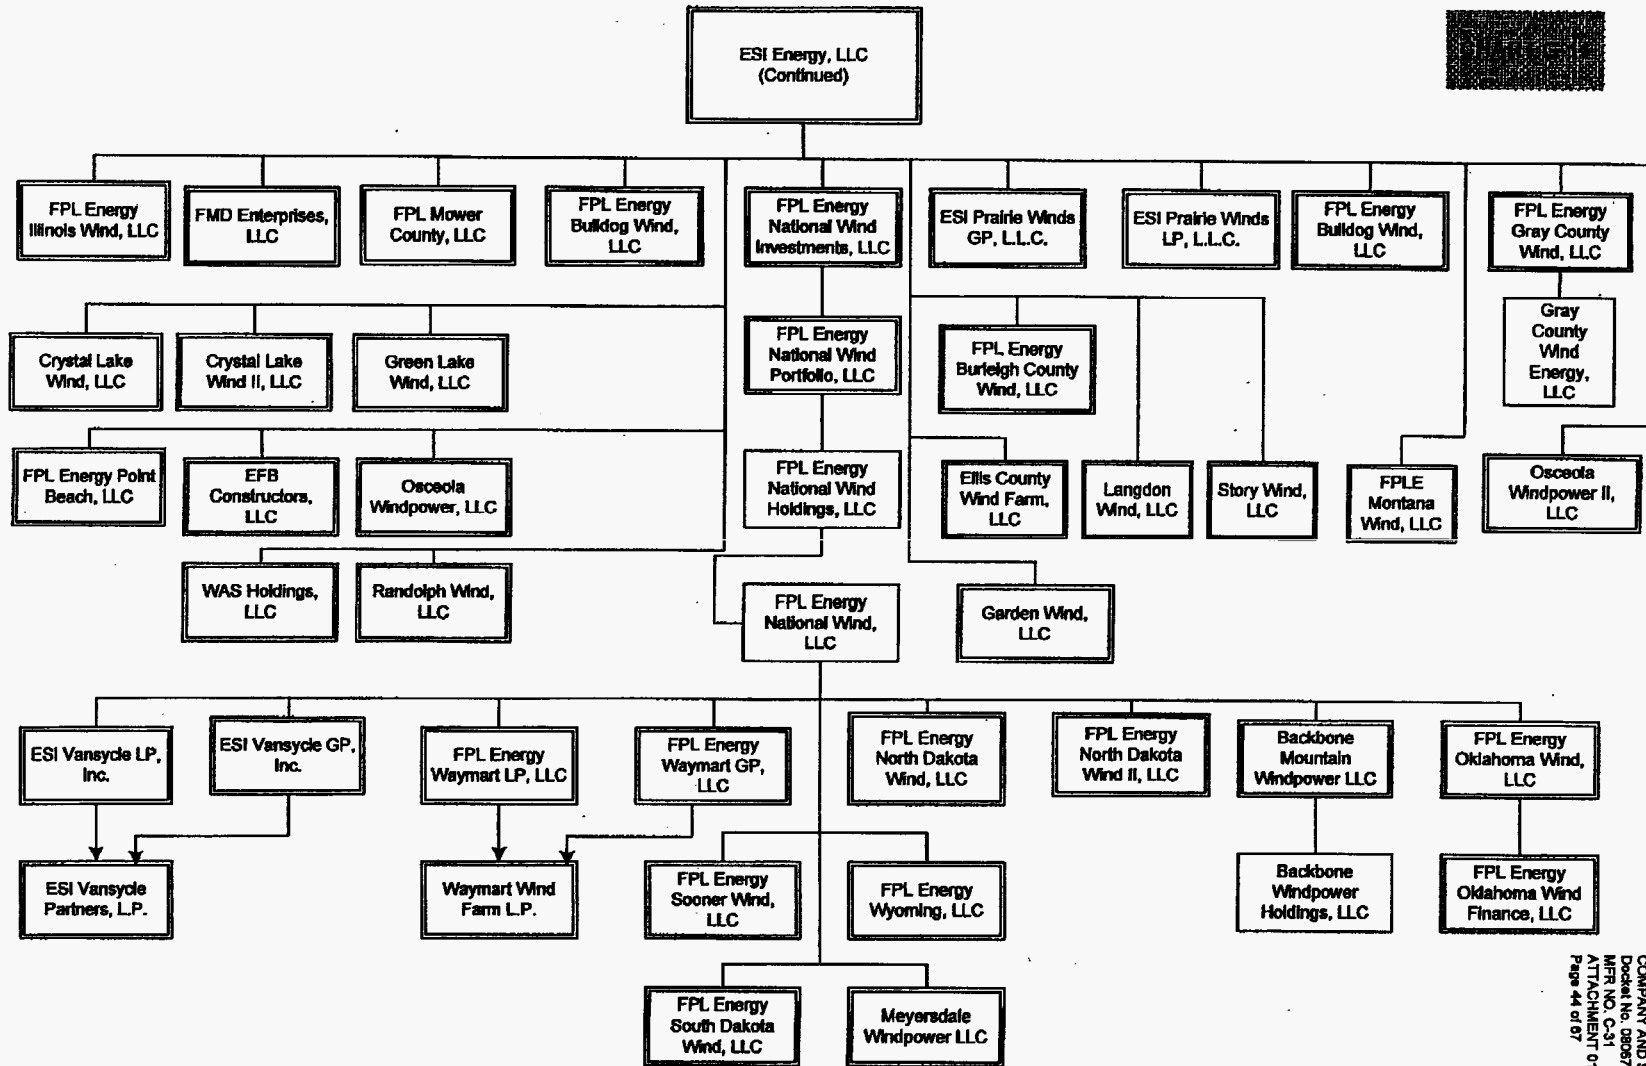 ESI Energy, LLC
(Continued)
FPL Energy
Illinois Wind, LLC
FMD Enterprises,
LLC
FPL Mower
County, LLC
FPL Energy
Bulldog Wind,
LLC
FPL Energy
National Wind
Investments, LLC
ESI Prairie Winds
GP, L.L.C.
ESI Prairie Winds
LP, L.L.C.
FPL Energy
Bulldog Wind,
LLC
FPL Energy
Gray County
Wind, LLC
Crystal Lake
Wind, LLC
Crystal Lake
Wind II, LLC
Green Lake
Wind, LLC
FPL Energy
National Wind
Portfolio, LLC
FPL Energy
Burleigh County
Wind, LLC
Gray
County
Wind
Energy,
LLC
FPL Energy Point
Beach, LLC
EFB
Constructors,
LLC
Osceola
Windpower, LLC
FPL Energy
National Wind
Holdings, LLC
Ellis County
Wind Farm,
LLC
Langdon
Wind, LLC
Story Wind,
LLC
FPLE
Montana
Wind, LLC
Osceola
Windpower II,
LLC
WAS Holdings,
LLC
Randolph Wind,
LLC
FPL Energy
National Wind,
LLC
Garden Wind,
LLC
ESI Vansycle LP,
Inc.
ESI Vansycle GP,
Inc.
FPL Energy
Waymart LP, LLC
FPL Energy
Waymart GP,
LLC
FPL Energy
North Dakota
Wind, LLC
FPL Energy
North Dakota
Wind II, LLC
Backbone
Mountain
Windpower LLC
FPL Energy
Oklahoma Wind,
LLC
ESI Vansycle
Partners, L.P.
Waymart Wind
Farm L.P.
FPL Energy
Sooner Wind,
LLC
FPL Energy
Wyoming, LLC
Backbone
Windpower
Holdings, LLC
FPL Energy
Oklahoma Wind
Finance, LLC
FPL Energy
South Dakota
Wind, LLC
Meyersdale
Windpower LLC
COMPANY AND
Docket No. 08067
MFR NO. C-31
ATTACHMENT
Page 44 of 67